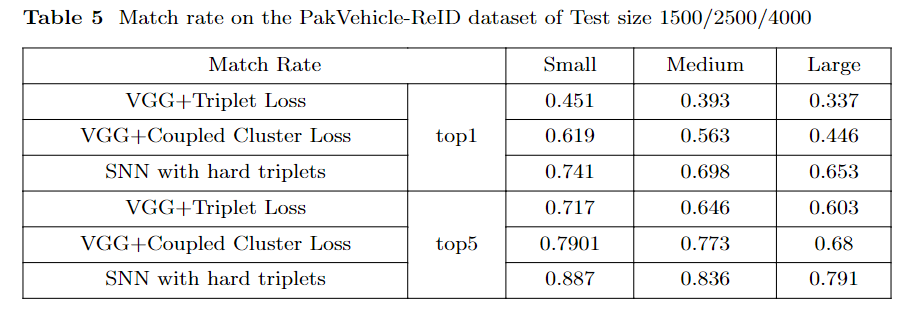 Table 5 Match rate on the PakVehicle-ReID dataset of Test size 1500/2500/4000
Match Rate Small Medium Large
VGG+Triplet Loss 0.451 0.393 0.337
VGG+Coupled Cluster Loss top1 0.619 0.563 0.446
SNN with hard triplets 0.741 0.698 0.653
VGG+Triplet Loss 0.717 0.646 0.603
VGG+Coupled Cluster Loss top5 0.7901 0.773 0.68
SNN with hard triplets 0.887 0.836 0.791